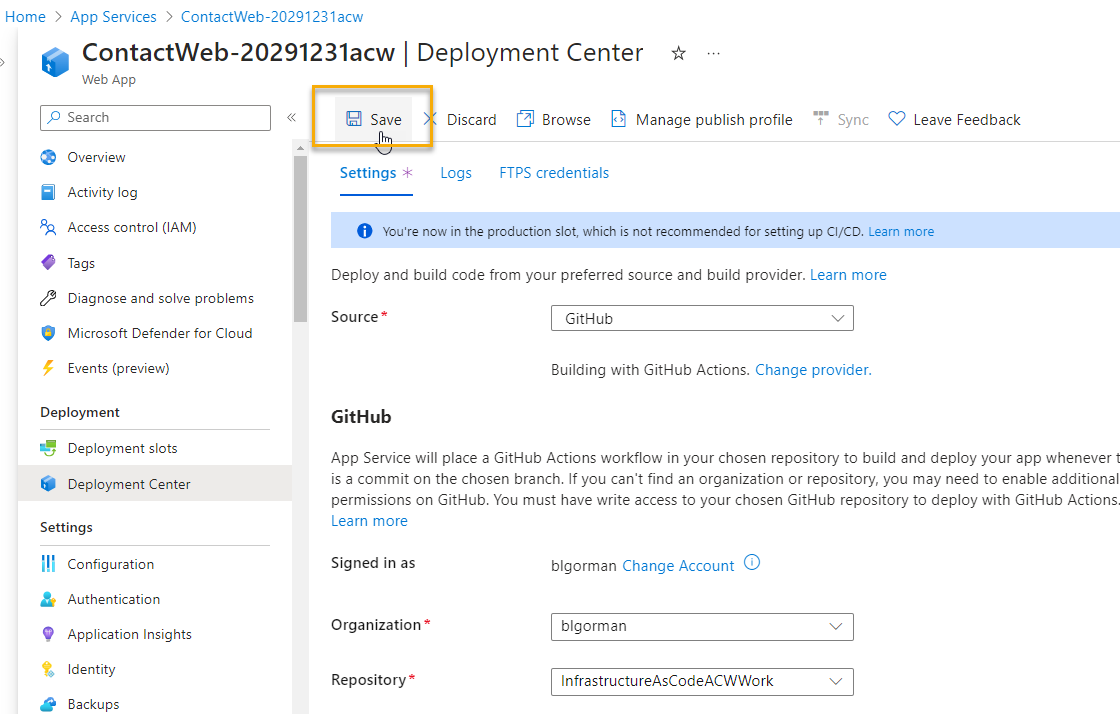 Home > App Services > ContactWeb-20291231acw
ContactWeb-20291231acw | Deployment Center
Web App
Search
Save
Discard
Browse
Manage publish profile
Sync
Leave Feedback
Overview
Activity log
Access control (IAM)
Tags
Diagnose and solve problems
Microsoft Defender for Cloud
Events (preview)
Deployment
Deployment slots
Deployment Center
Settings
Configuration
Authentication
Application Insights
Identity
Backups
Settings *
Logs
FTPS credentials
You're now in the production slot, which is not recommended for setting up CI/CD. Learn more
Deploy and build code from your preferred source and build provider. Learn more
Source*
GitHub
Building with GitHub Actions. Change provider.
GitHub
App Service will place a GitHub Actions workflow in your chosen repository to build and deploy your app whenever t
is a commit on the chosen branch. If you can't find an organization or repository, you may need to enable additional
permissions on GitHub. You must have write access to your chosen GitHub repository to deploy with GitHub Actions.
Learn more
Signed in as
blgorman Change Account
Organization*
blgorman
Repository*
InfrastructureAsCodeACWWork